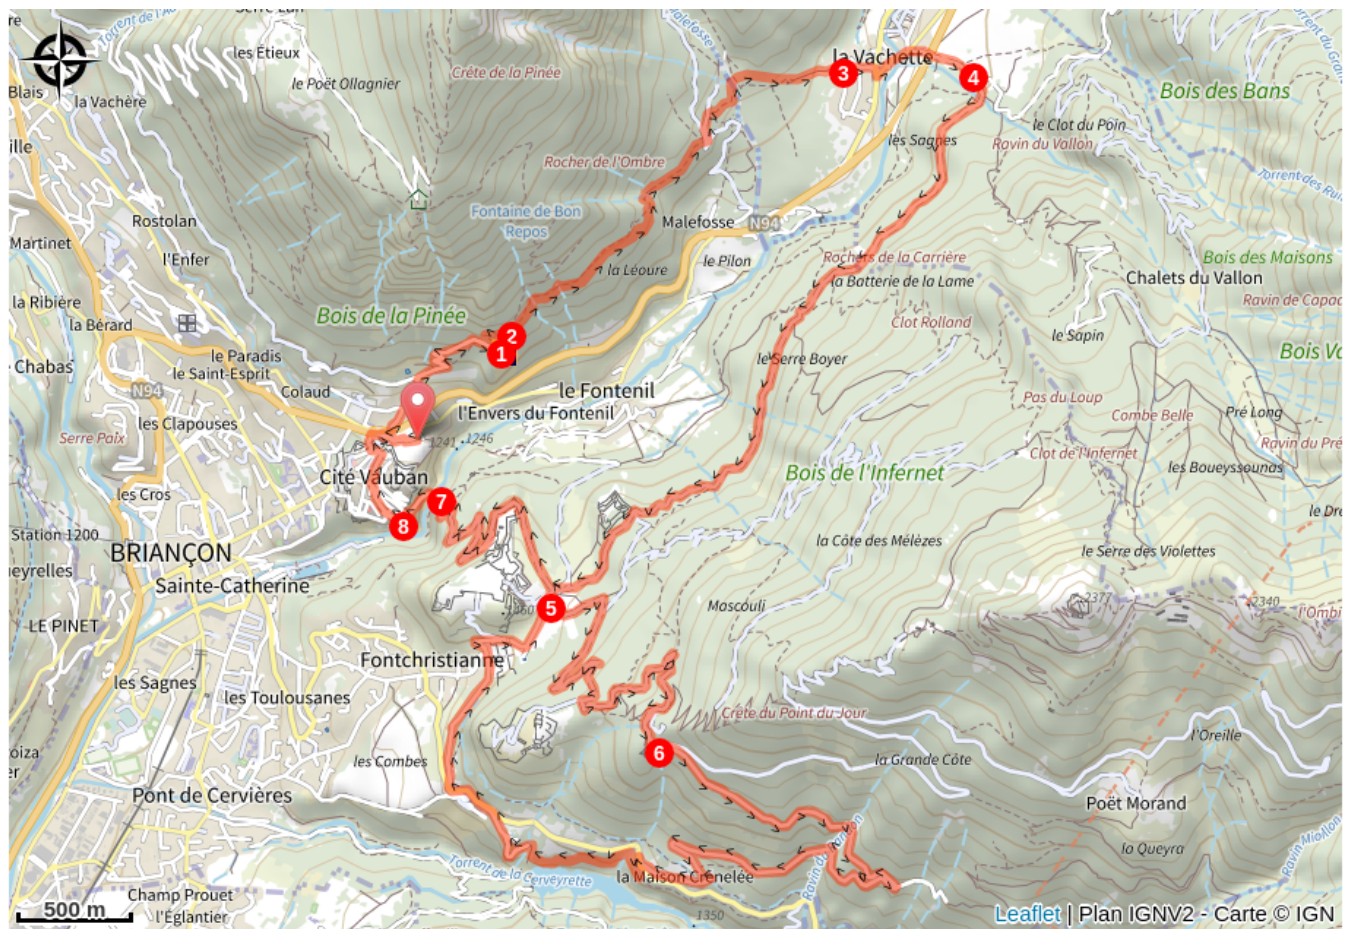 les Étieux
la Vachette
3
4
Crête de la Pinée
le Poët Ollagnier
Bois des Bans
Blais
la Vachère
le Clot du Poin
les Sagnes
Ravin du Vallon
Rocher de l'Ombre
Rostolan
Fontaine de Bon
Repos
Malefosse
N94
Martinet
l'Enfer
le Pilon
Rochers de la Carrière
Bois des Maisons
la Léoure
la Batterie de la Lame
Chalets du Vallon
la Ribière
Bois de la Pinée
la Bérard
Clot Rolland
le Sapin
2
1
le Paradis
le Saint-Esprit
le Serre Boyer
Chabas
N94
Colaud
le Fontenil
Pas du Loup
Combe Belle
Pré Long
l'Envers du Fontenil
les Clapouses
Serre Paix
1241
1246
Clot de l'Infernet
les Boueyssounas
Cité Vauban
Bois de l'Infernet
les Cros
7
8
Station 1200
la Côte des Mélèzes
le Serre des Violettes
BRIANÇON
Sainte-Catherine
2377
2340
5
Mascouli
LE PINET
Fontchristianne
les Sagnes
les Toulousanes
Crête du Point du Jour
l'Oreille
6
les Combes
la Grande Côte
Pont de Cervières
Poët Morand
la Queyra
Torrent de la Cerveyrette
la Maison Crénelée
Champ Prouet
l'Églantier
500 m
1350
Leaflet | Plan IGNV2 - Carte © IGN